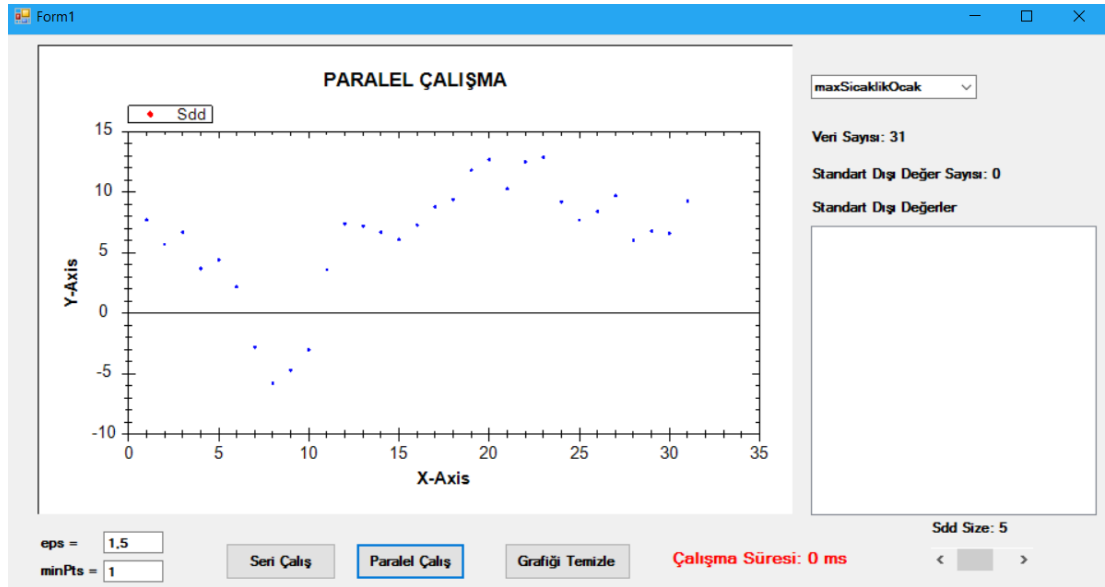 Form1
PARALEL ÇALIŞMA
Sdd
15
10
5
0
-5
-10
Y-Axis
0 5 10 15 20 25 30 35
X-Axis
maxSicaklikOcak
Veri Sayısı: 31
Standart Dışı Değer Sayısı: 0
Standart Dışı Değerler
Sdd Size: 5
eps = 1,5
minPts = 1
Seri Çalış
Paralel Çalış
Grafiği Temizle
Çalışma Süresi: 0 ms